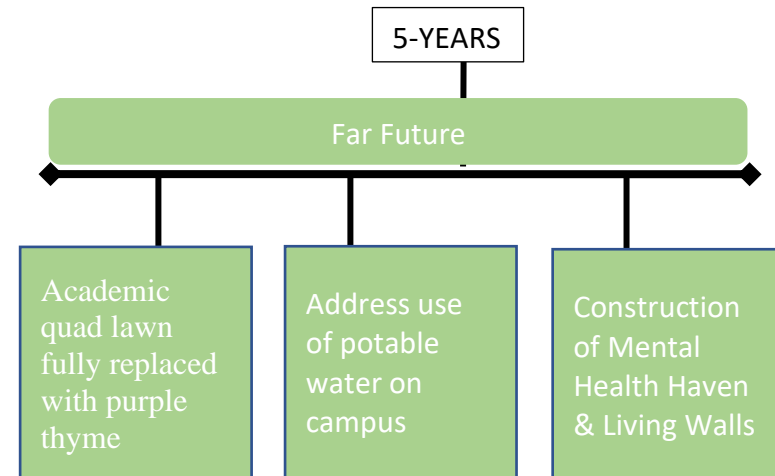 5-YEARS
Far Future
Academic
quad lawn
fully replaced
with purple
thyme
Address use
of potable
water on
campus
Construction
of Mental
Health Haven
& Living Walls